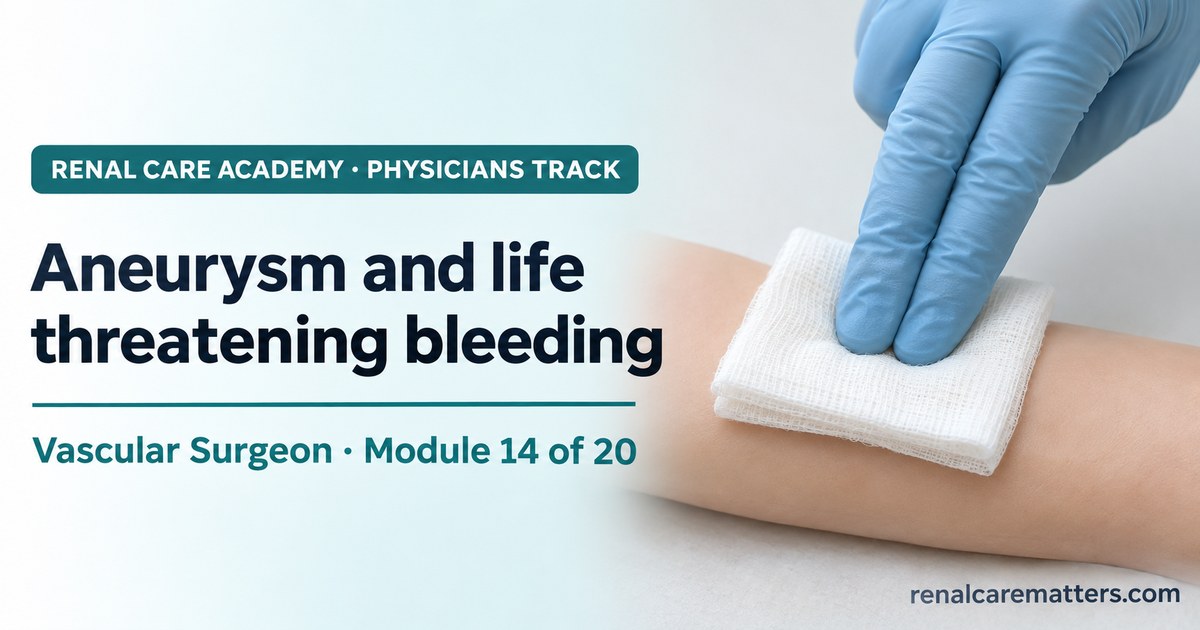 RENAL CARE ACADEMY · PHYSICIANS TRACK
Aneurysm and life
threatening bleeding
Vascular Surgeon · Module 14 of 20
renalcarematters.com